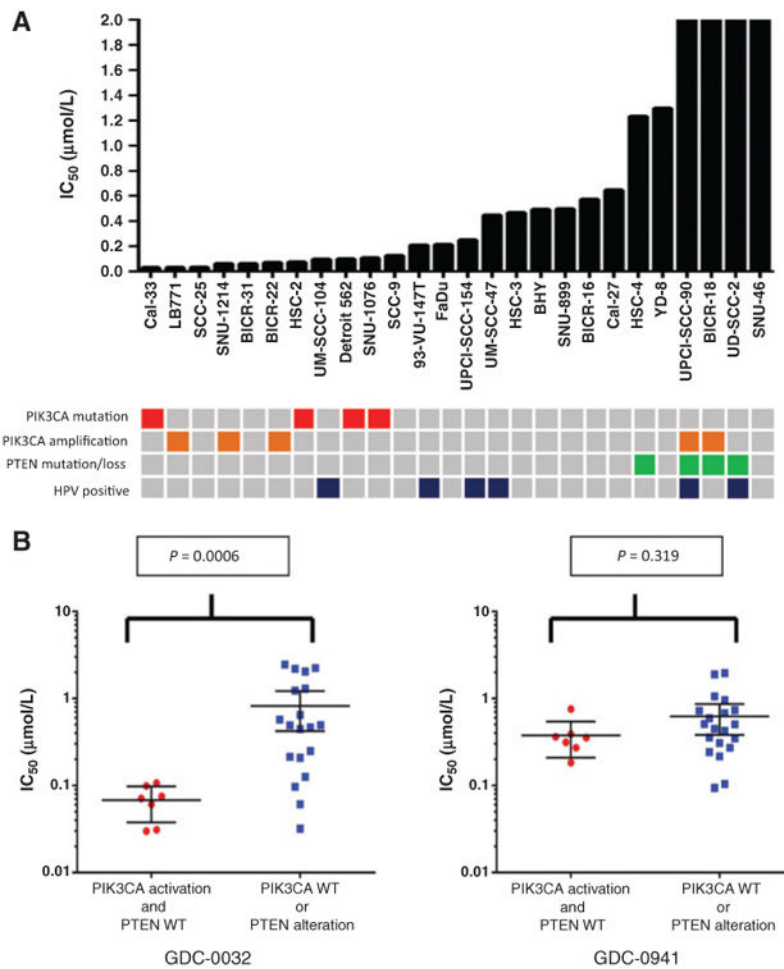 A
IC50 (μmol/L)
2.0
1.8
1.6
1.4
1.2
1.0
0.8
0.6
0.4
0.2
0.0
Cal-33
LB771
SCC-25
SNU-1214
BICR-31
BICR-22
HSC-2
UM-SCC-104
Detroit 562
SNU-1076
SCC-9
93-VU-147T
FaDu
UPCI-SCC-154
UM-SCC-47
HSC-3
BHY
SNU-899
BICR-16
Cal-27
HSC-4
YD-8
UPCI-SCC-90
BICR-18
UD-SCC-2
SNU-46
PIK3CA mutation
PIK3CA amplification
PTEN mutation/loss
HPV positive
B
P = 0.0006
IC50 (μmol/L)
10
1
0.1
0.01
PIK3CA activation
and
PTEN WT
PIK3CA WT
or
PTEN alteration
GDC-0032
P = 0.319
IC50 (μmol/L)
10
1
0.1
0.01
PIK3CA activation
and
PTEN WT
PIK3CA WT
or
PTEN alteration
GDC-0941